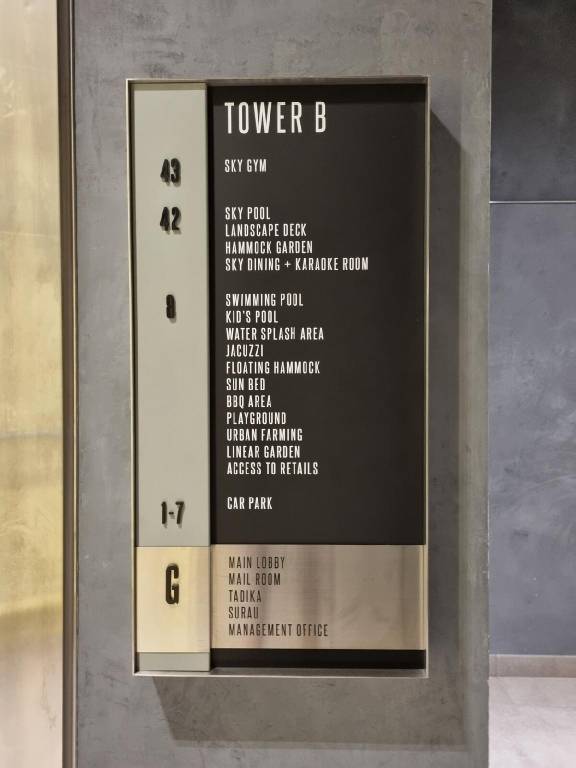 TOWER B
43 SKY GYM
42 SKY POOL
LANDSCAPE DECK
HAMMOCK GARDEN
SKY DINING + KARAOKE ROOM
8 SWIMMING POOL
KID'S POOL
WATER SPLASH AREA
JACUZZI
FLOATING HAMMOCK
SUN BED
BBQ AREA
PLAYGROUND
URBAN FARMING
LINEAR GARDEN
ACCESS TO RETAILS
1-7 CAR PARK
G MAIN LOBBY
MAIL ROOM
TADIKA
SURAU
MANAGEMENT OFFICE